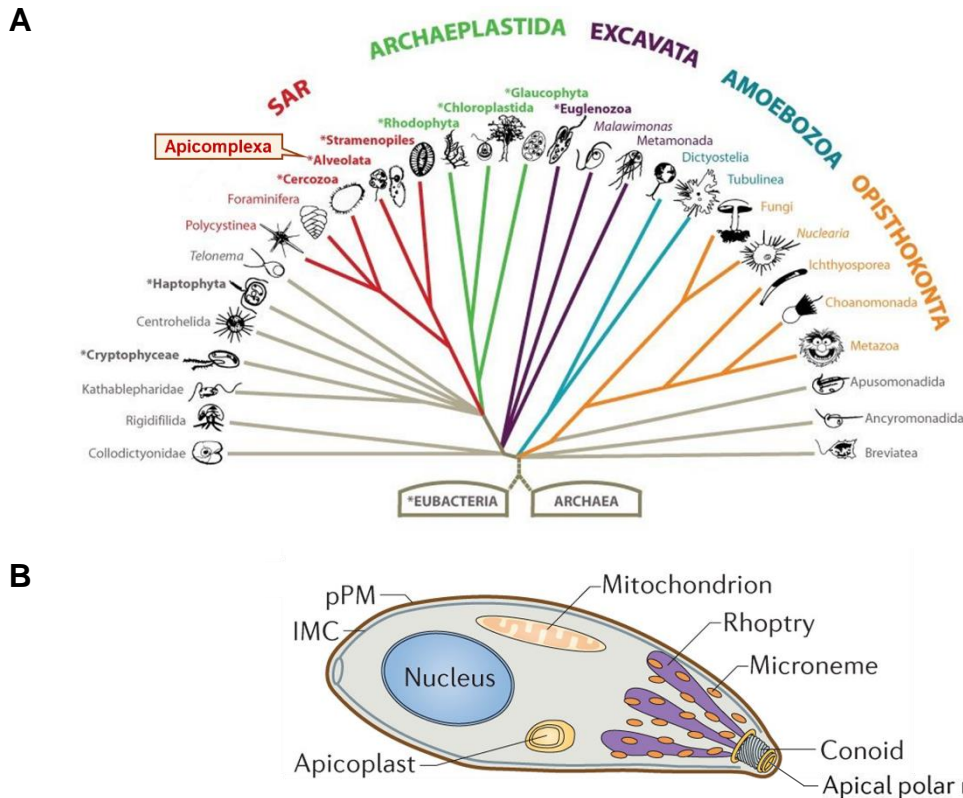 A
SAR
ARCHAEPLASTIDA
EXCAVATA
AMOEBOZOA
OPISTHOKONTA
Apicomplexa
*Glaucophyta
*Chloroplastida
*Rhodophyta
*Stramenopiles
*Alveolata
*Cercozoa
Foraminifera
Polycystinea
Telonema
*Haptophyta
Centrohelida
*Cryptophyceae
Kathablepharidae
Rigidifilida
Collodictyonidae
*Euglenozoa
Malawimonas
Metamonada
Dictyostelia
Tubulinea
Fungi
Nuclearia
Ichthyosporea
Choanomonada
Metazoa
Apusomonadida
Ancyromonadida
Breviatea
*EUBACTERIA
ARCHAEA
B
pPM
IMC
Nucleus
Apicoplast
Mitochondrion
Rhoptry
Microneme
Conoid
Apical polar